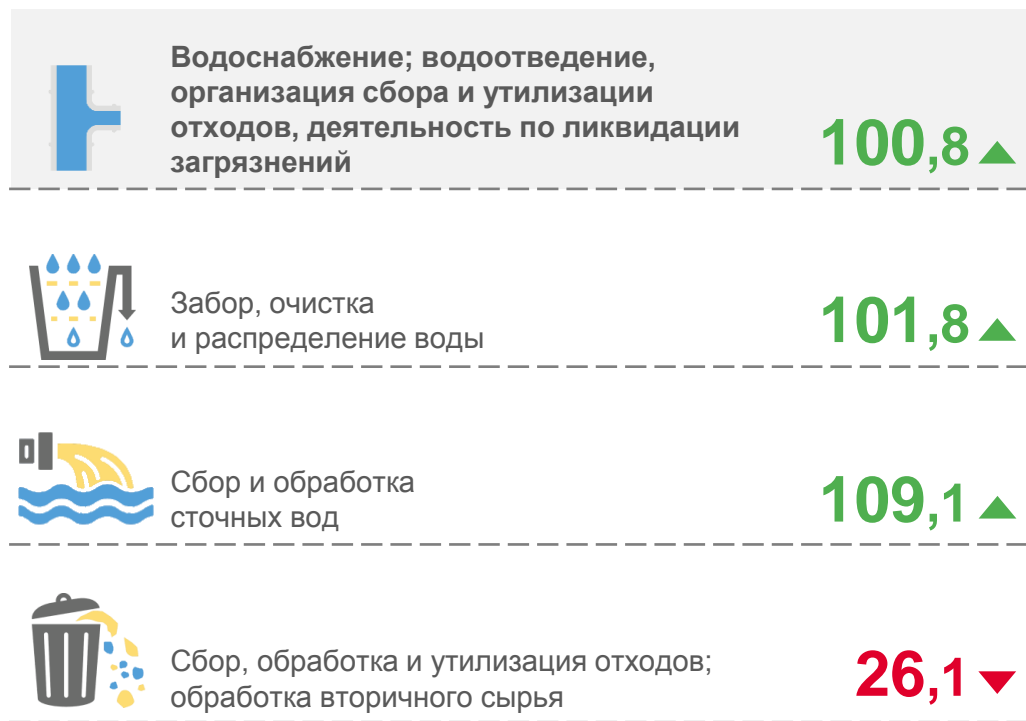 Водоснабжение; водоотведение,
организация сбора и утилизации
отходов, деятельность по ликвидации
загрязнений
100,8
Забор, очистка
и распределение воды
101,8
Сбор и обработка
сточных вод
109,1
Сбор, обработка и утилизация отходов;
обработка вторичного сырья
26,1